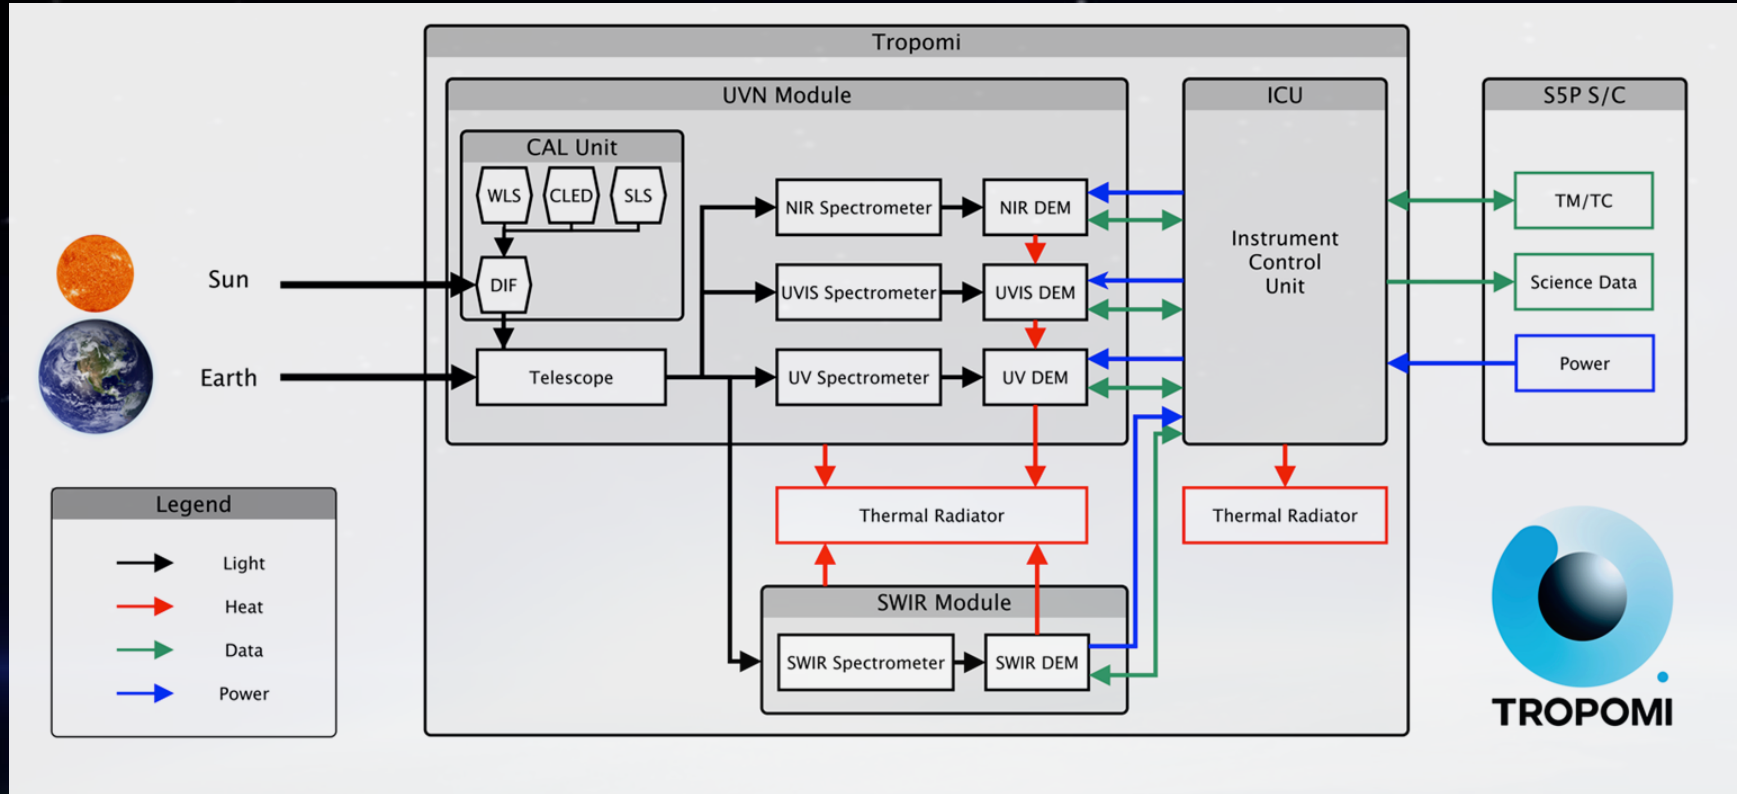 Tropomi
UVN Module
ICU
S5P S/C
CAL Unit
WLS
CLED
SLS
DIF
Sun
Earth
Telescope
NIR Spectrometer
NIR DEM
UVIS Spectrometer
UVIS DEM
UV Spectrometer
UV DEM
Instrument
Control
Unit
TM/TC
Science Data
Power
Thermal Radiator
Thermal Radiator
SWIR Module
SWIR Spectrometer
SWIR DEM
Legend
Light
Heat
Data
Power
TROPOMI